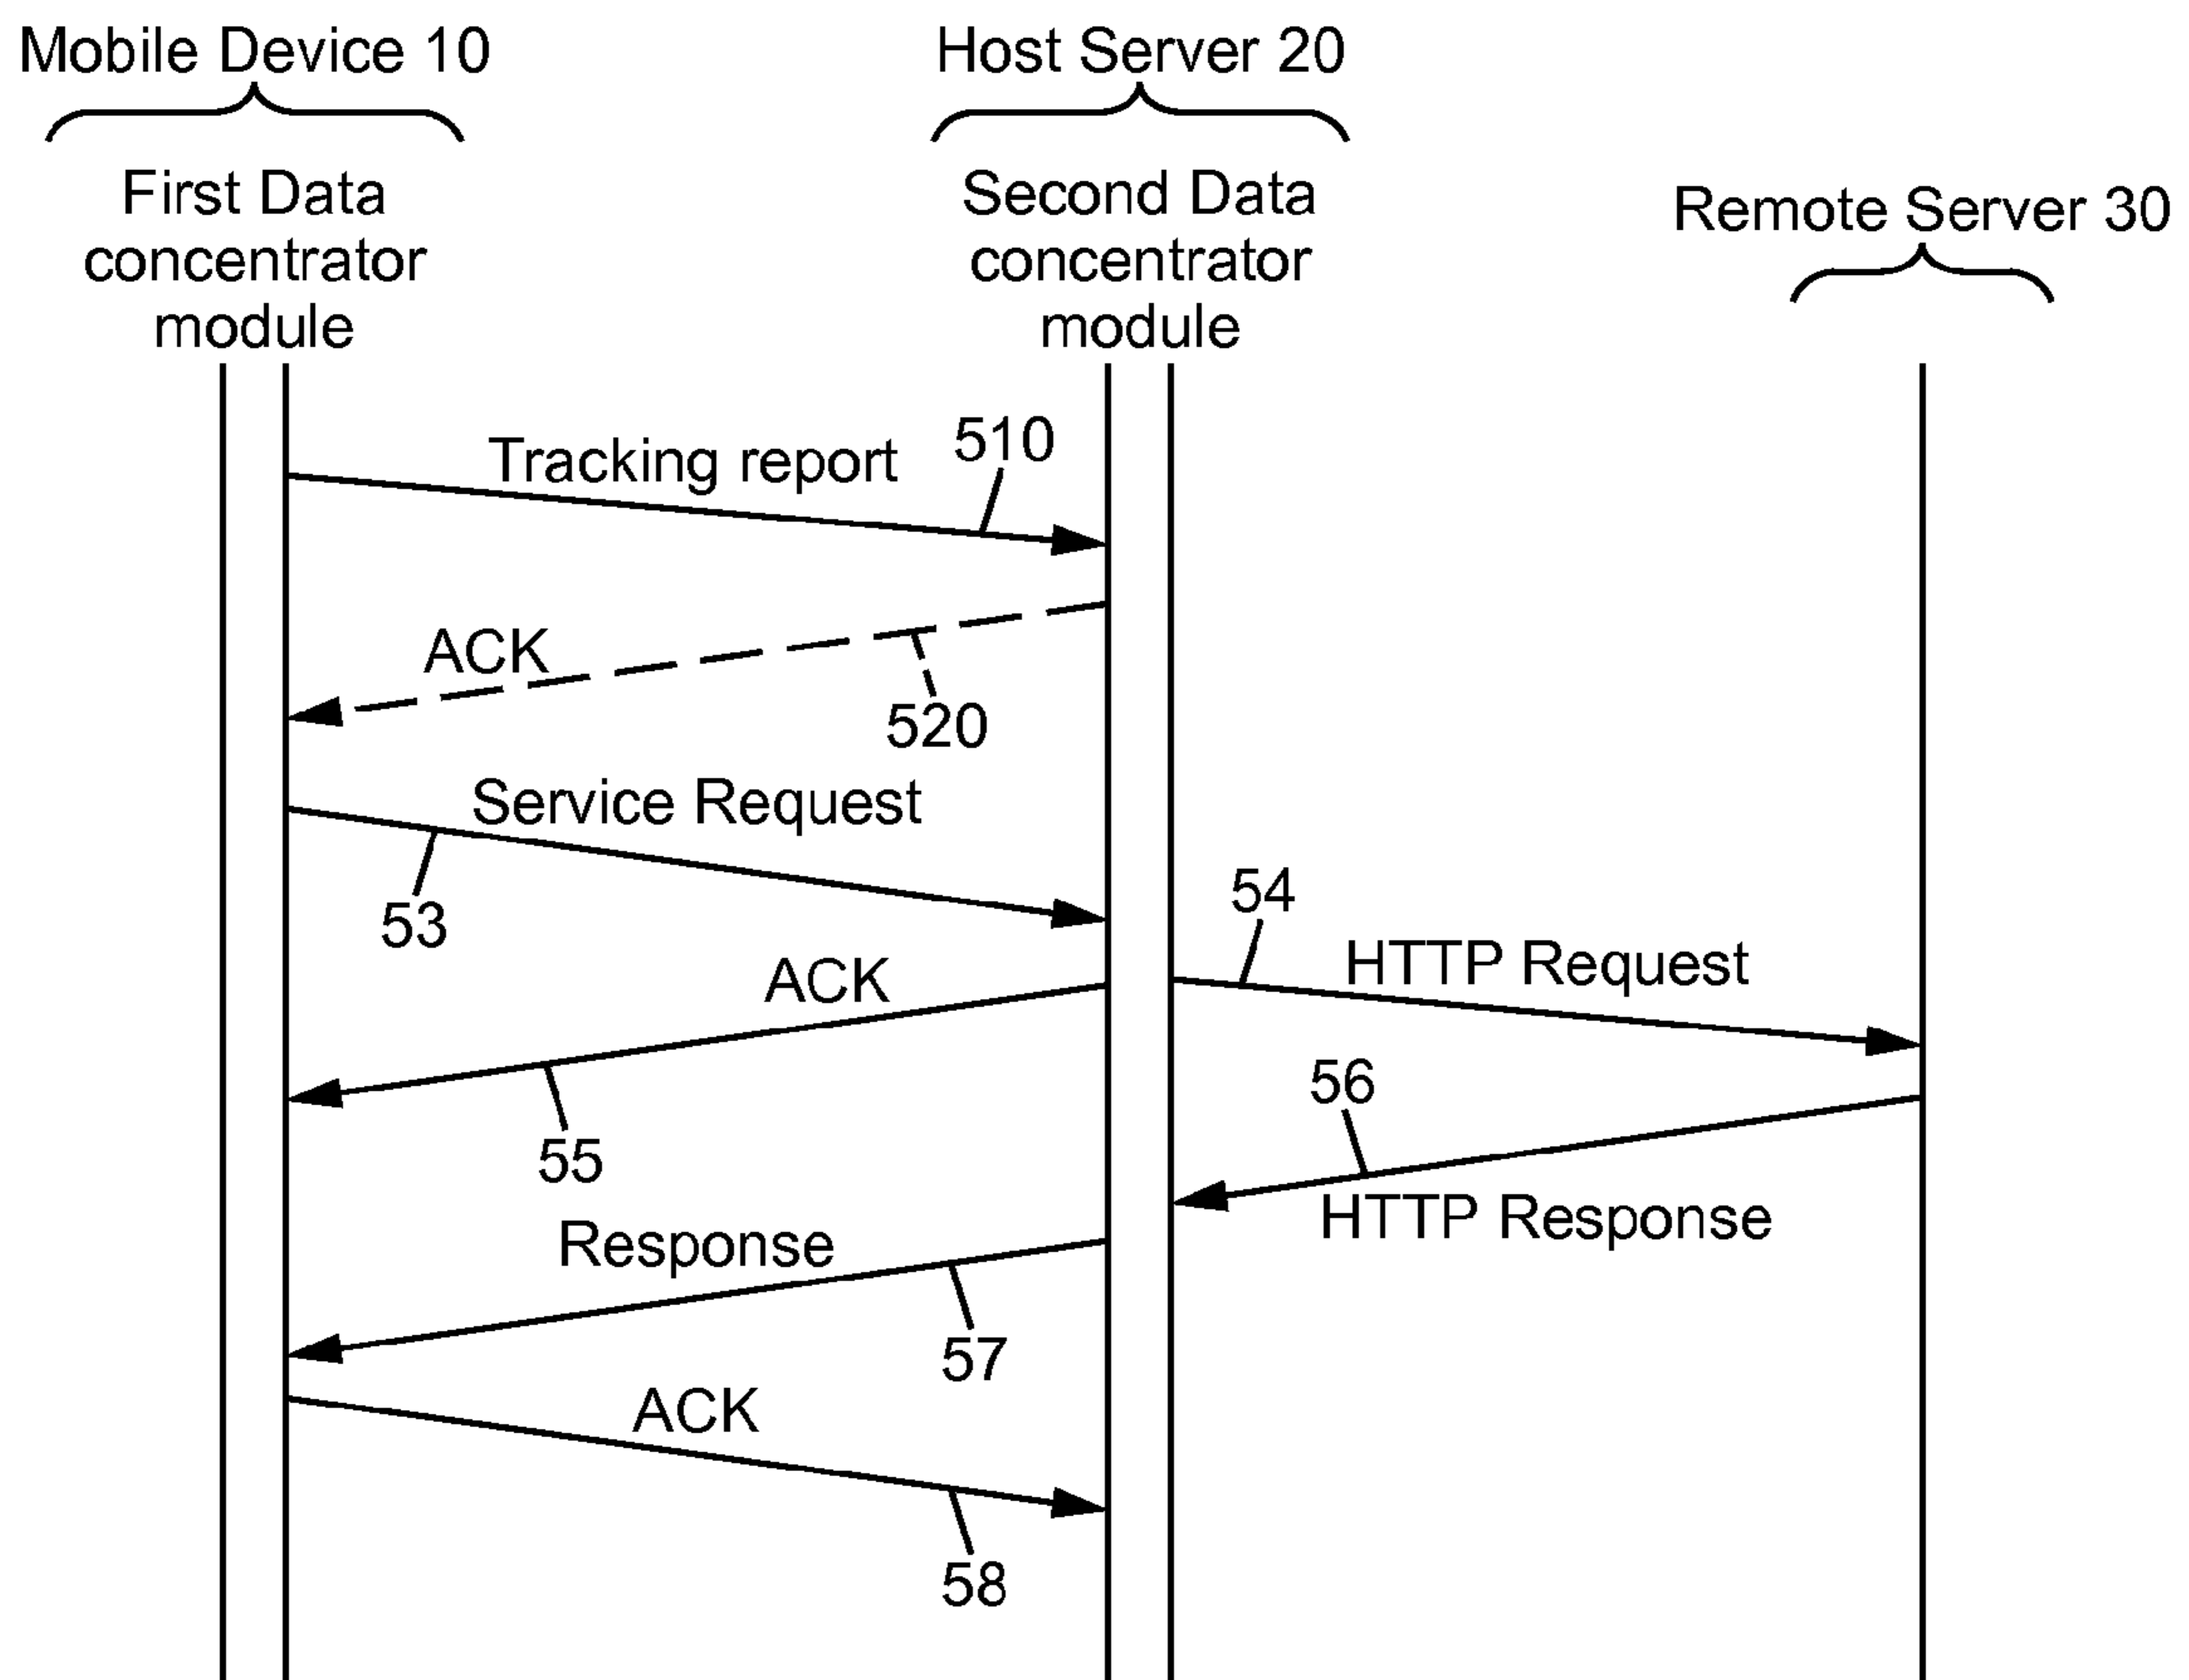 Mobile Device 10
Host Server 20
First Data
concentrator
module
Second Data
concentrator
module
Remote Server 30
Tracking report
510
ACK
520
Service Request
53
54
HTTP Request
ACK
55
56
HTTP Response
Response
57
ACK
58